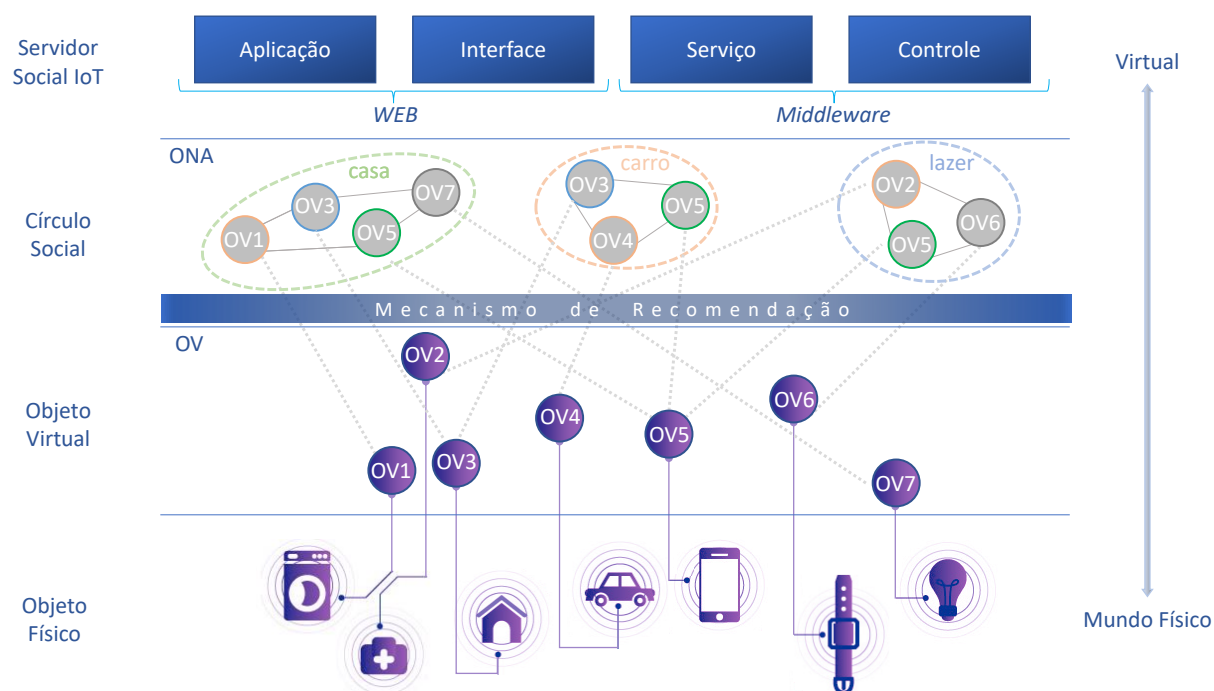 Servidor
Social IoT
Aplicação
Interface
Serviço
Controle
WEB
Middleware
Virtual
ONA
Círculo
Social
casa
OV1
OV3
OV5
OV7
carro
OV3
OV5
OV4
lazer
OV2
OV6
OV5
Mecanismo de Recomendação
OV
Objeto
Virtual
OV2
OV6
OV4
OV5
OV1
OV3
OV7
Objeto
Físico
Mundo Físico